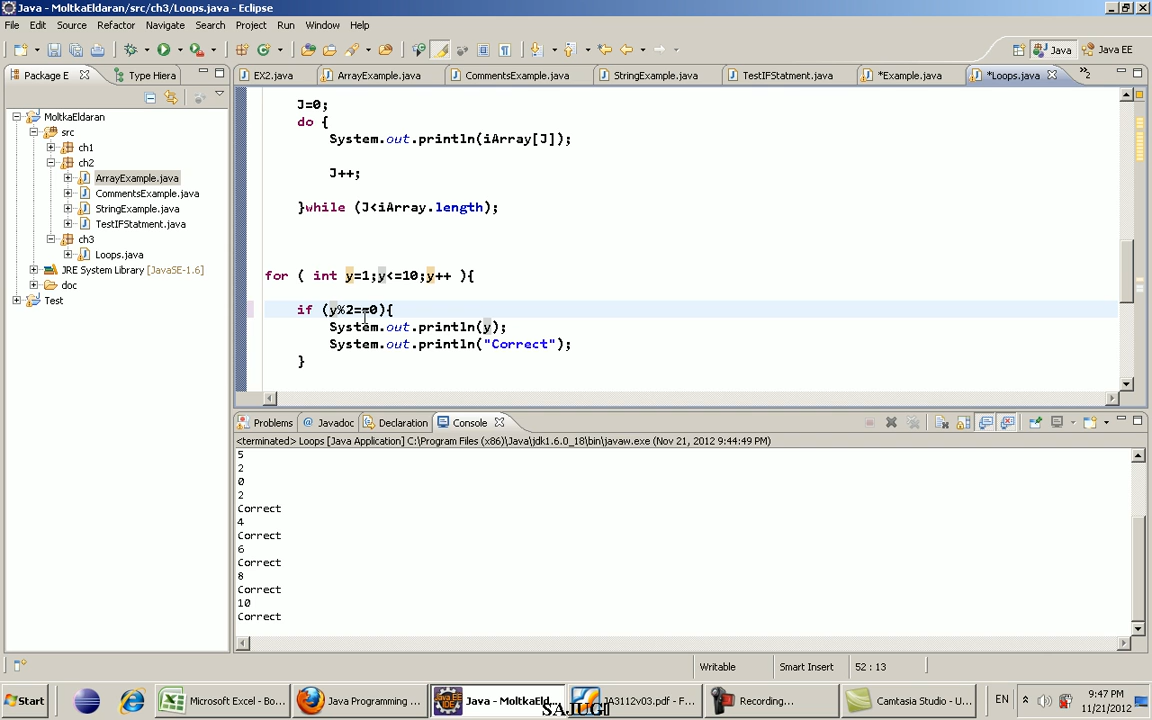 Java - MoltkaEldaran/src/ch3/Loops.java - Eclipse
File Edit Source Refactor Navigate Search Project Run Window Help
Java Java EE
Package E Type Hiera EX2.java ArrayExample.java CommentsExample.java StringExample.java TestIFStatment.java *Example.java *Loops.java 2
MoltkaEldaran
src
ch1
ch2
ArrayExample.java
CommentsExample.java
StringExample.java
TestIFStatment.java
ch3
Loops.java
JRE System Library [JavaSE-1.6]
doc
Test
J=0;
do {
System.out.println(iArray[J]);
J++;
}while (J<iArray.length);
for ( int y=1;y<=10;y++ ){
if (y%2==0){
System.out.println(y);
System.out.println("Correct");
}
Problems Javadoc Declaration Console
<terminated> Loops [Java Application] C:\Program Files (x86)\Java\jdk1.6.0_18\bin\javaw.exe (Nov 21, 2012 9:44:49 PM)
5
2
0
2
Correct
4
Correct
6
Correct
8
Correct
10
Correct
Writable Smart Insert 52 : 13
Start Microsoft Excel - Bo... Java Programming ... Java - MoltkaEld... JA3112v03.pdf - F... Recording... Camtasia Studio - U... EN 9:47 PM
11/21/2012